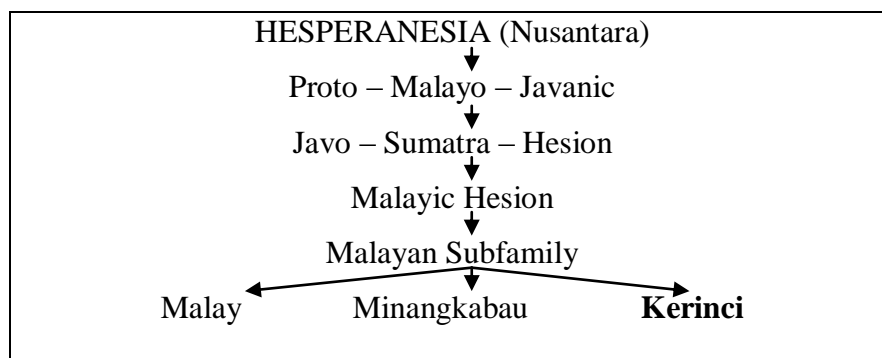 HESPERANESIA (Nusantara)
Proto – Malayo – Javanic
Javo – Sumatra – Hesion
Malayic Hesion
Malayan Subfamily
Malay Minangkabau Kerinci